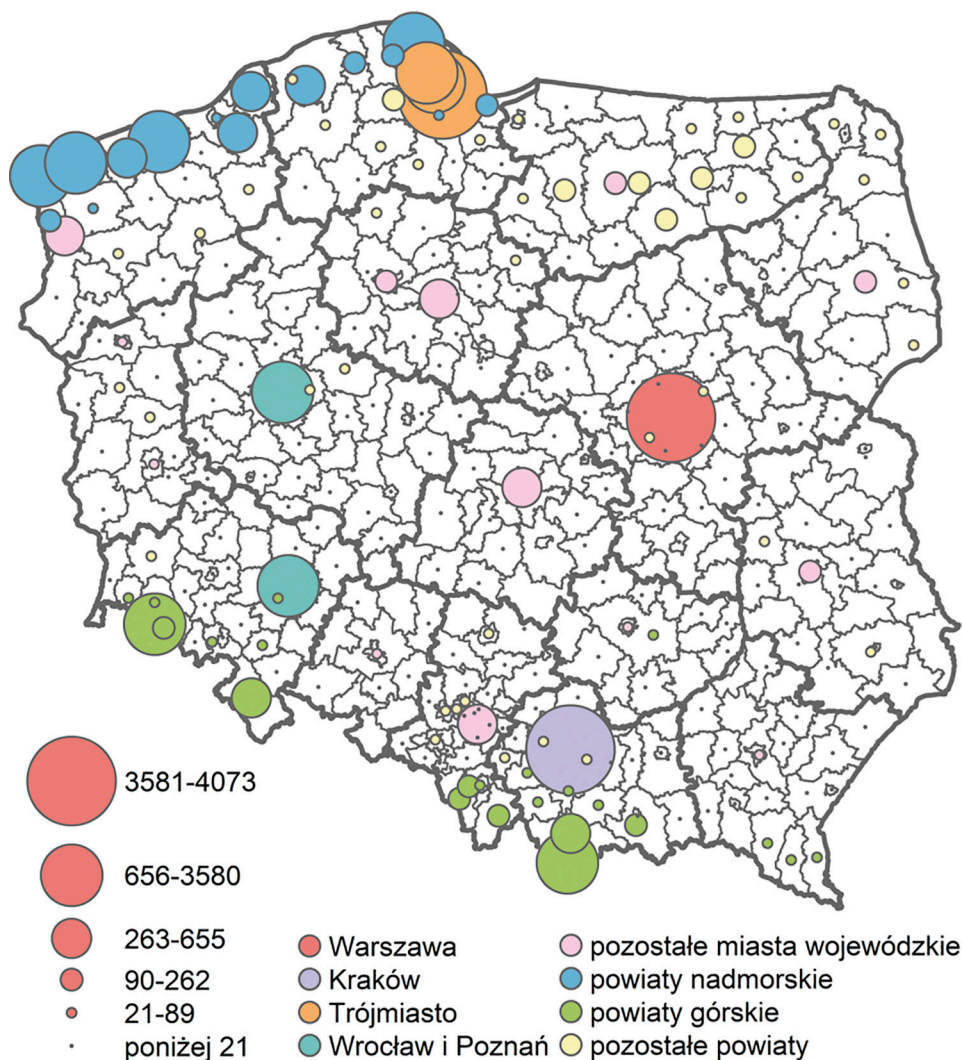 3581-4073
656-3580
263-655
90-262
21-89
poniżej 21
Warszawa
Kraków
Trójmiasto
Wrocław i Poznań
pozostałe miasta wojewódzkie
powiaty nadmorskie
powiaty górskie
pozostałe powiaty